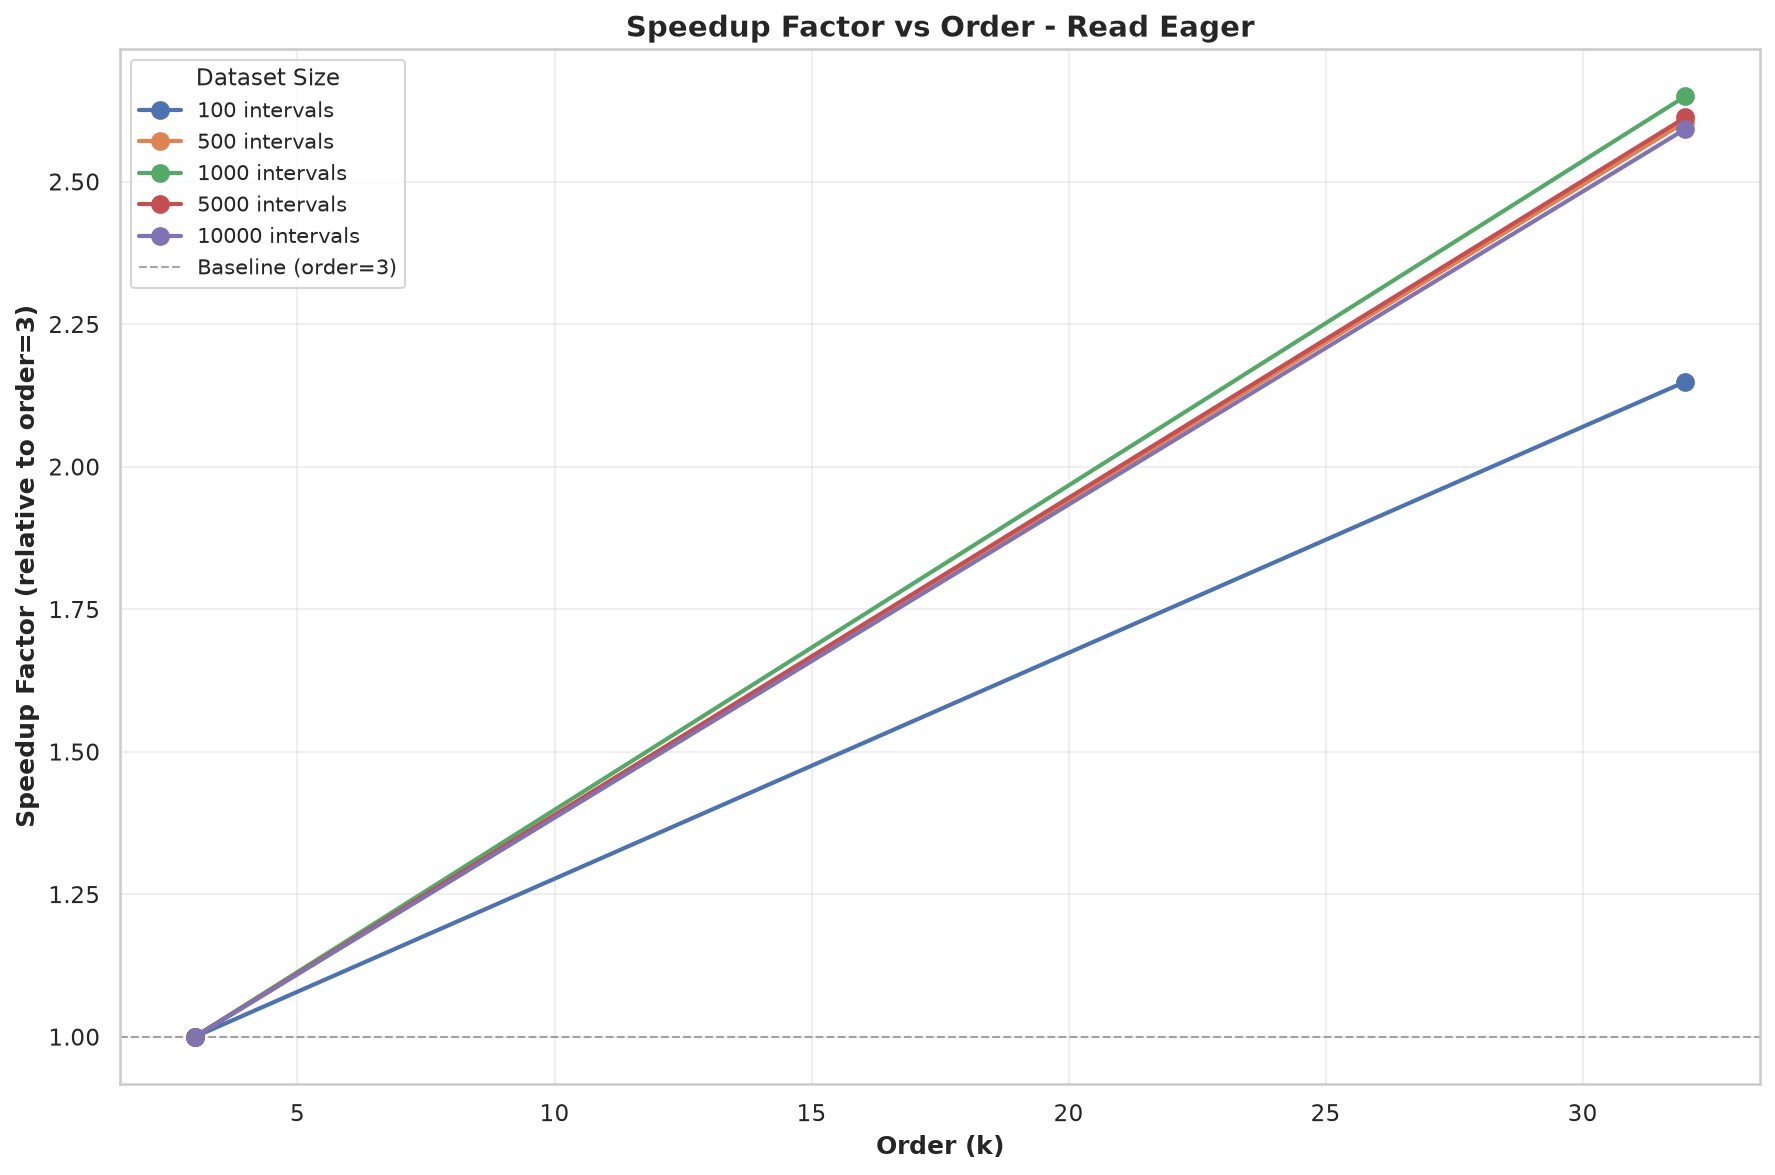 Speedup Factor vs Order - Read Eager
Dataset Size
100 intervals
500 intervals
1000 intervals
5000 intervals
10000 intervals
Baseline (order=3)
Speedup Factor (relative to order=3)
2.50
2.25
2.00
1.75
1.50
1.25
1.00
5 10 15 20 25 30
Order (k)